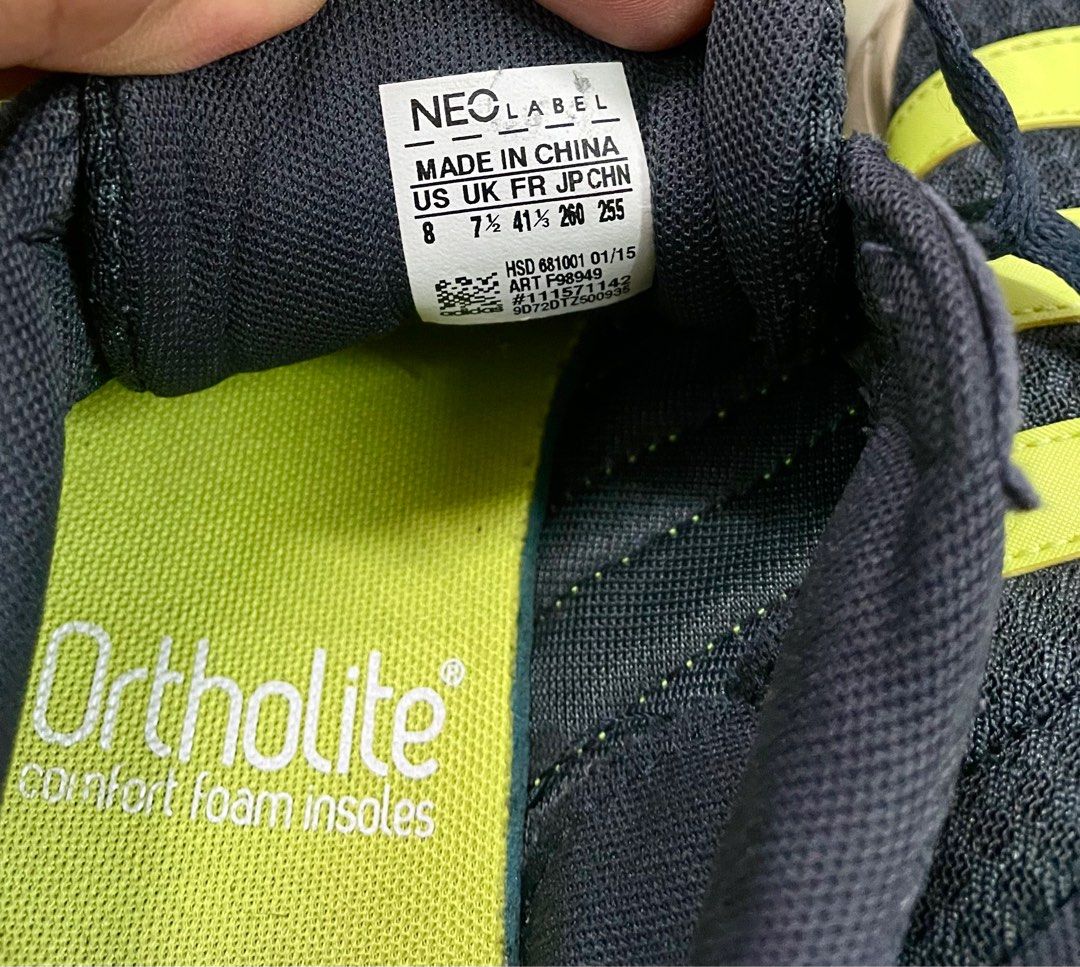 NEO LABEL
MADE IN CHINA
US UK FR JP CHN
8 7½ 41⅓ 260 255
HSD 681001 01/15
ART F98949
#111571142
9D72DTZ500935
adidas
Ortholite®
comfort foam insoles